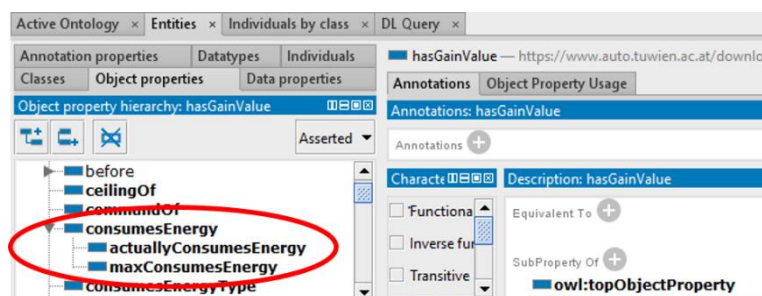 Active Ontology × Entities × Individuals by class × DL Query ×
Annotation properties Datatypes Individuals
Classes Object properties Data properties
Object property hierarchy: hasGainValue
Asserted
before
ceilingOf
commandOf
consumesEnergy
actuallyConsumesEnergy
maxConsumesEnergy
consumesEnergyType
hasGainValue — https://www.auto.tuwien.ac.at/downlo
Annotations Object Property Usage
Annotations: hasGainValue
Annotations
Characte Description: hasGainValue
Functiona
Inverse fun
Transitive
Equivalent To
SubProperty Of
owl:topObjectProperty